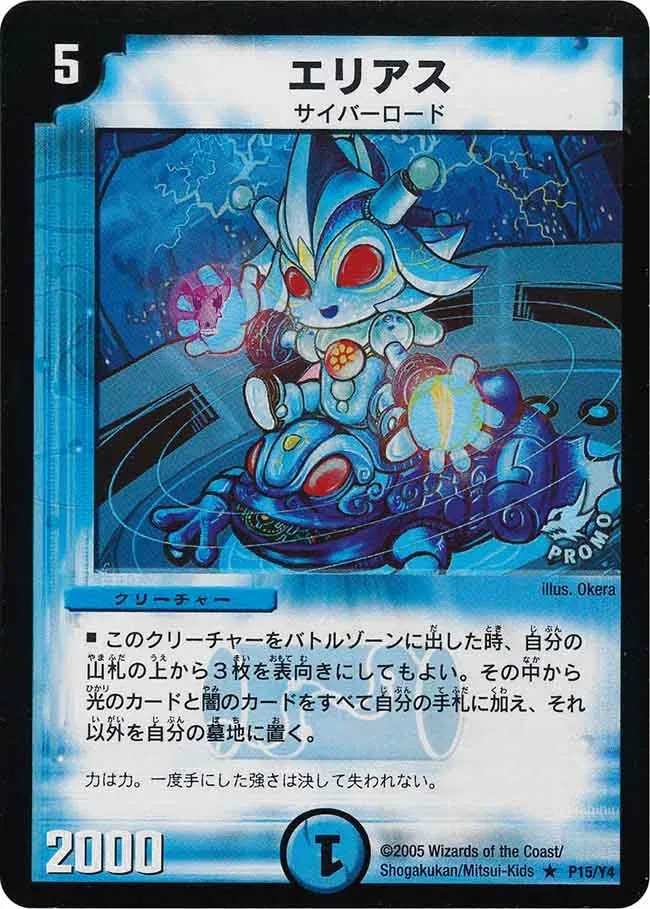 5
エリアス
サイバーロード
PROMO
illus. Okera
クリーチャー
■ このクリーチャーをバトルゾーンに出した時、自分の
山札の上から3枚を表向きにしてもよい。その中から
光のカードと闇のカードをすべて自分の手札に加え、それ
以外を自分の墓地に置く。
力は力。一度手にした強さは決して失われない。
2000
1
©2005 Wizards of the Coast/
Shogakukan/Mitsui-Kids ★ P15/Y4